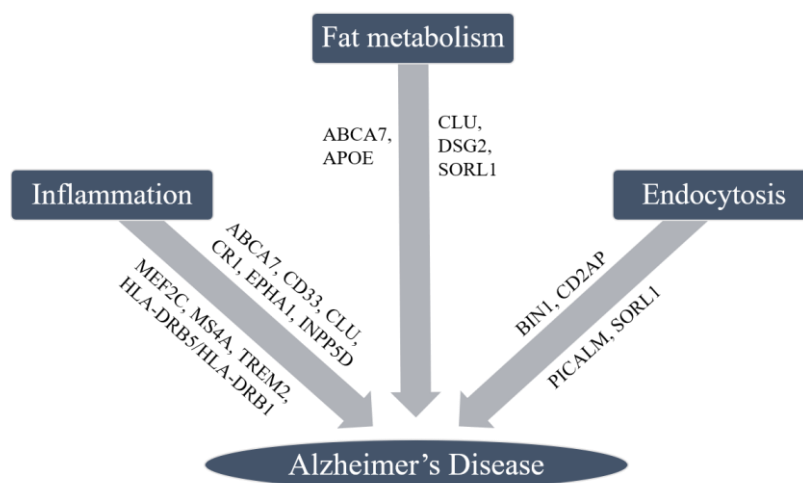 Fat metabolism
ABCA7,
APOE
CLU,
DSG2,
SORL1
Inflammation
Endocytosis
ABCA7, CD33, CLU,
CR1, EPHA1, INPP5D
MEF2C, MS4A, TREM2,
HLA-DRB5/HLA-DRB1
BIN1, CD2AP
PICALM, SORL1
Alzheimer’s Disease